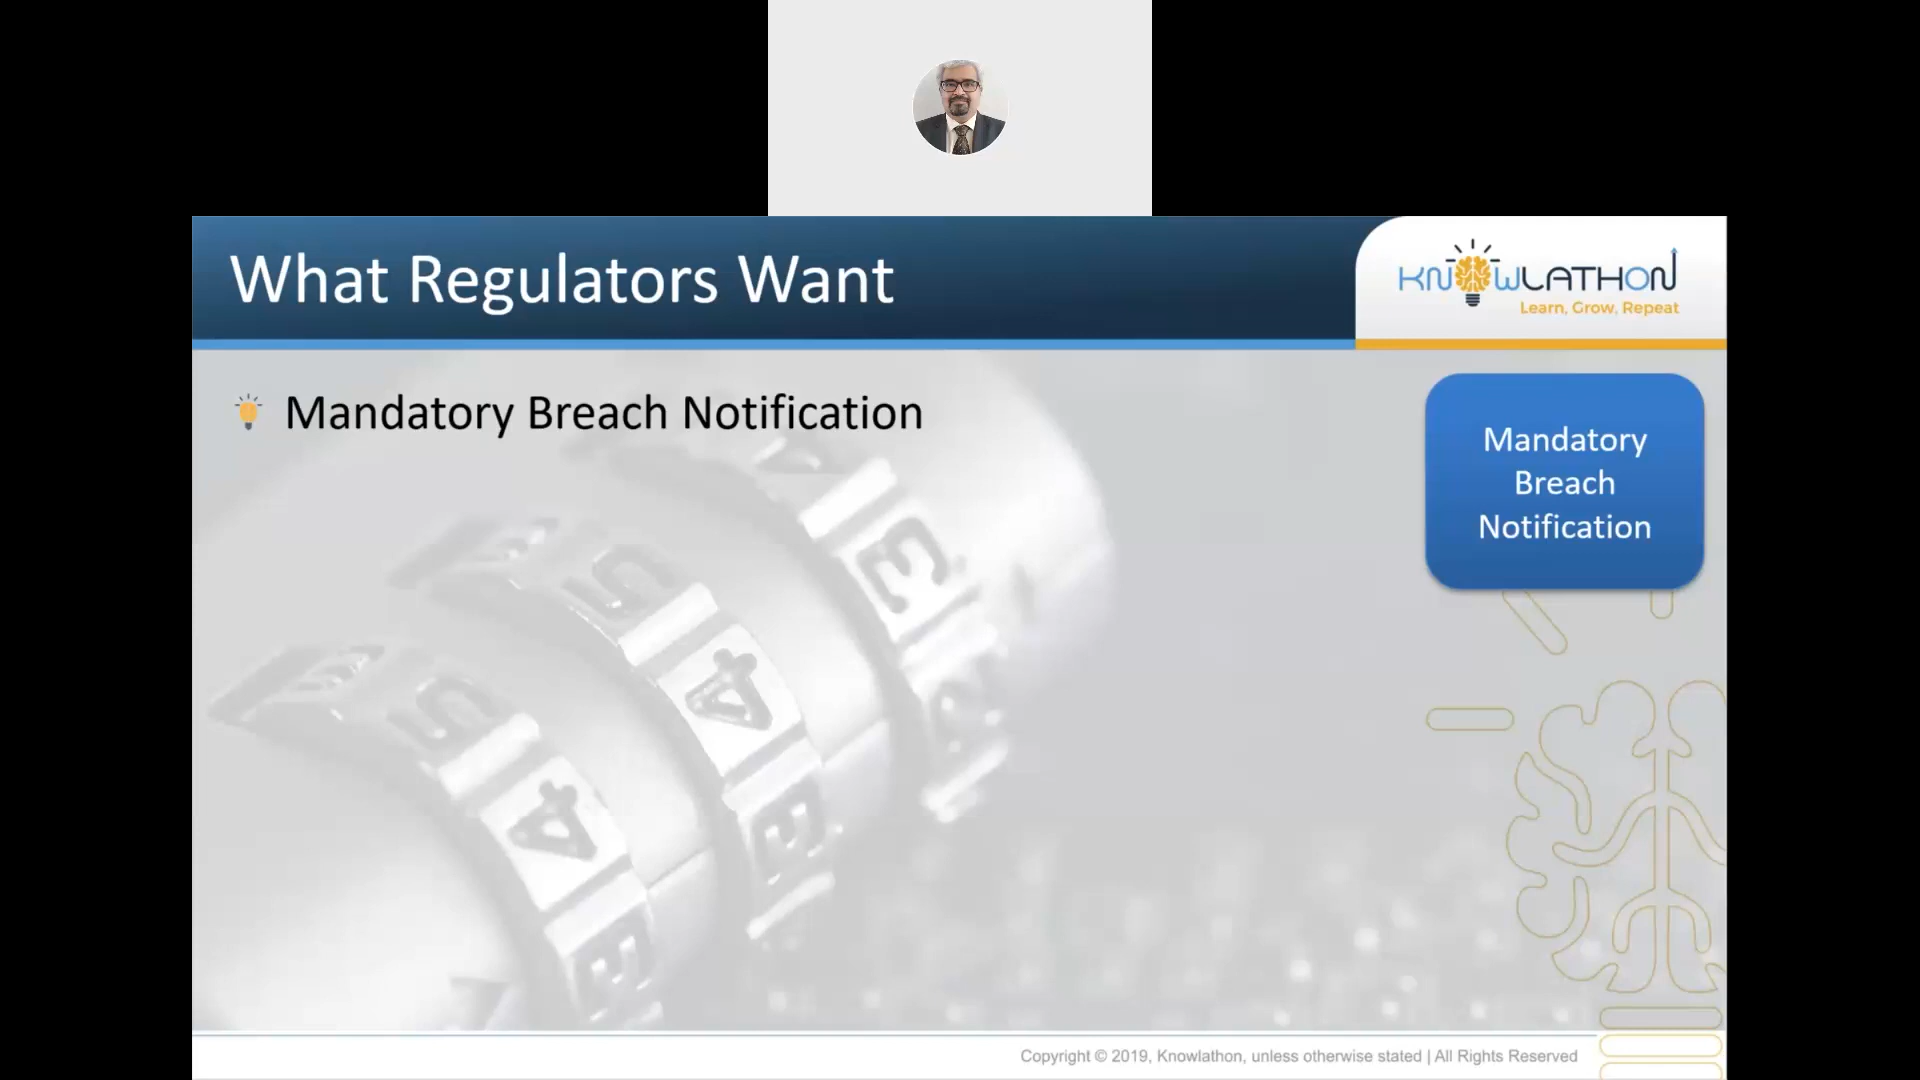 What Regulators Want
KNOWLATHON
Learn, Grow, Repeat
Mandatory Breach Notification
Mandatory
Breach
Notification
Copyright © 2019, Knowlathon, unless otherwise stated | All Rights Reserved